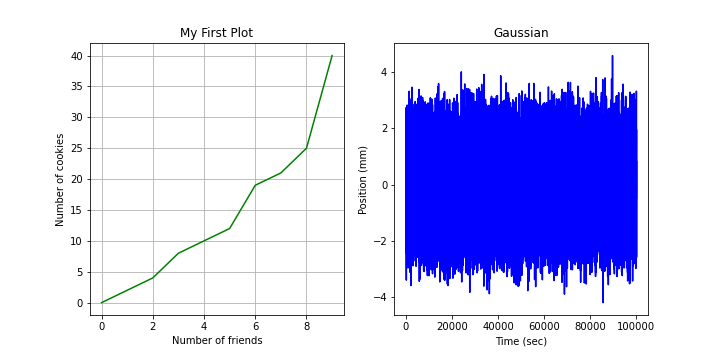 My First Plot
Number of cookies
40
35
30
25
20
15
10
5
0
0 2 4 6 8
Number of friends
Gaussian
Position (mm)
4
2
0
−2
−4
0 20000 40000 60000 80000 100000
Time (sec)